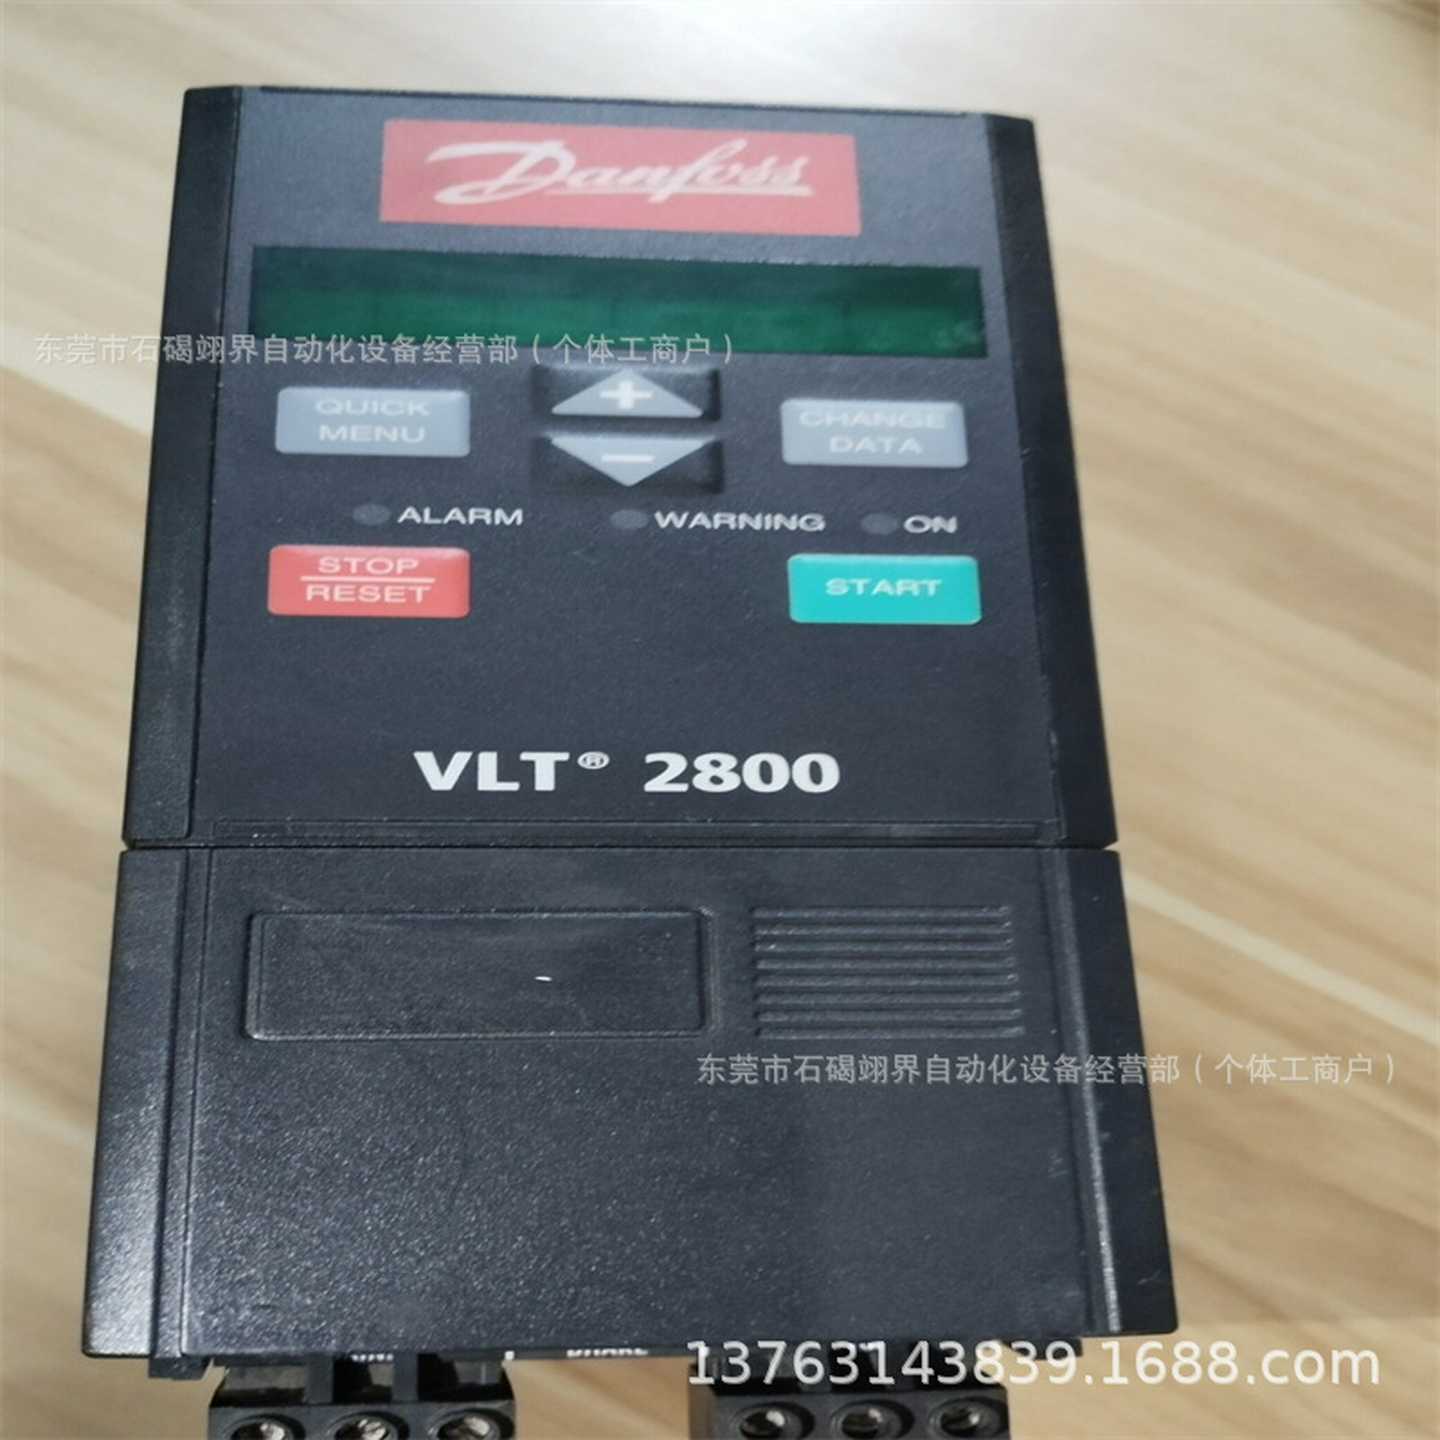 Danfoss
东莞市石碣翊界自动化设备经营部（个体工商户）
QUICK
MENU
+
-
CHANGE
DATA
ALARM
WARNING
ON
STOP
RESET
START
VLT® 2800
东莞市石碣翊界自动化设备经营部（个体工商户）
13763143839.1688.com